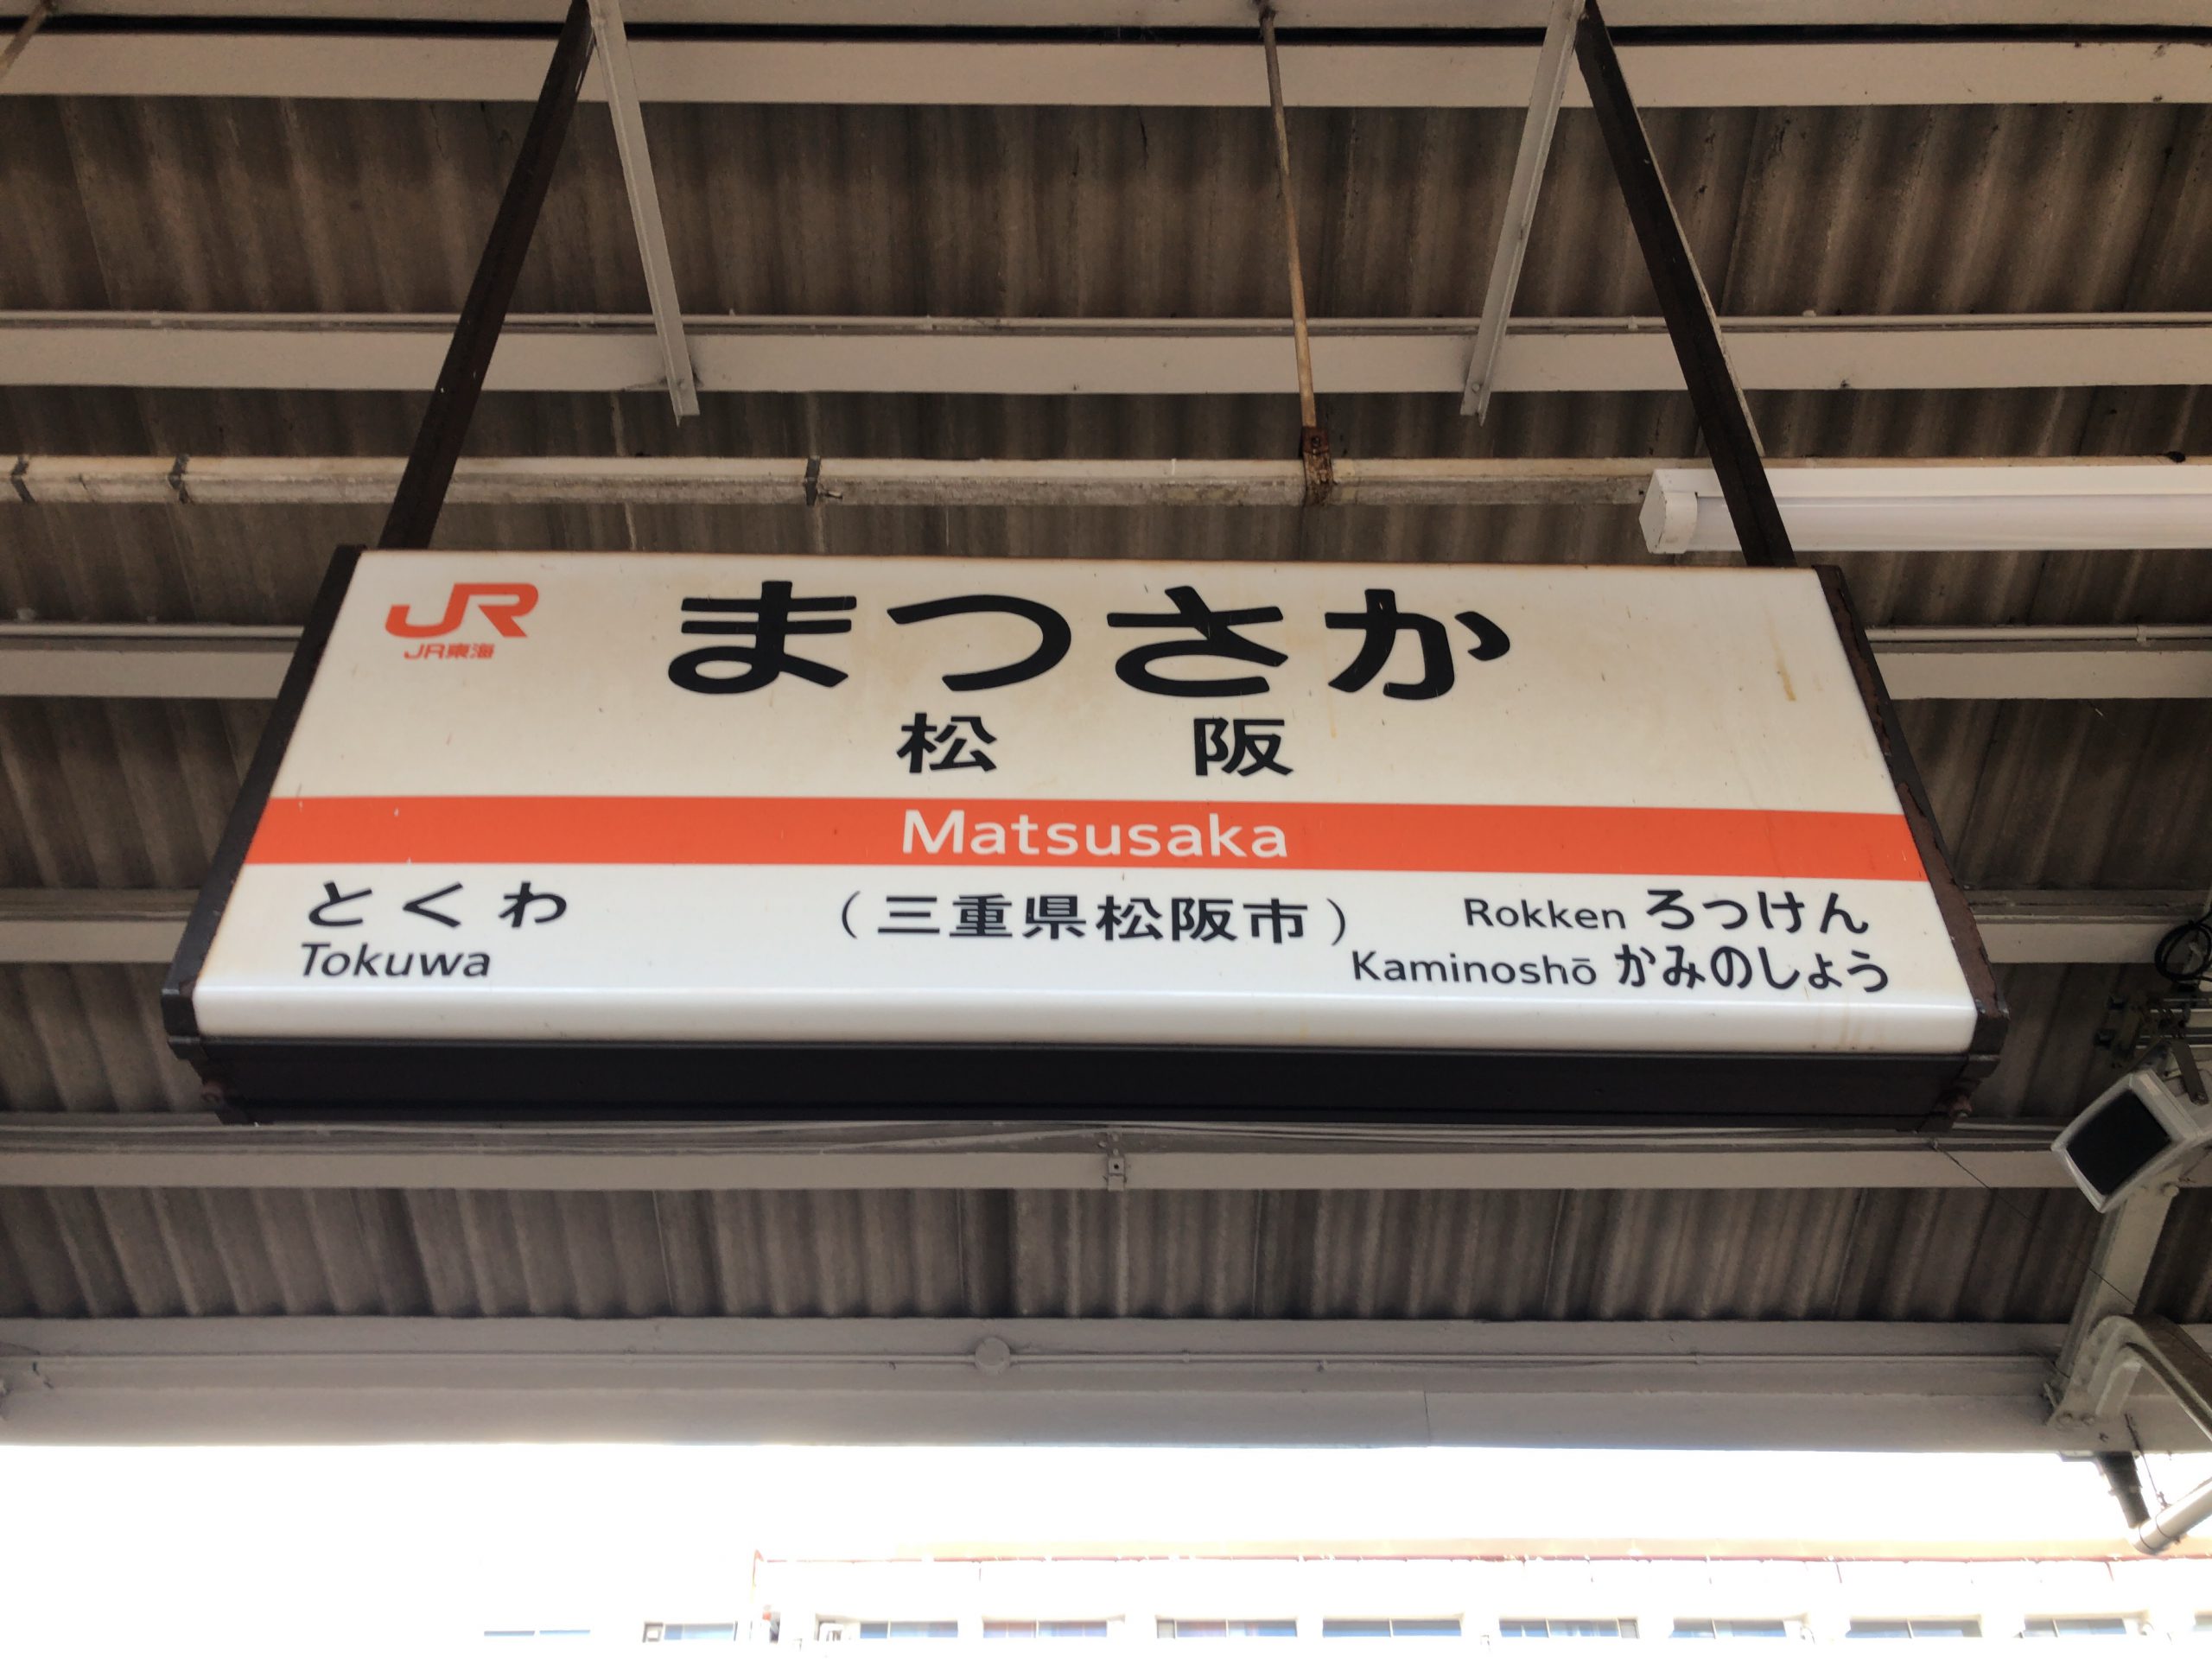 JR
JR東海
まつさか
松 阪
Matsusaka
とくわ
Tokuwa
(三重県松阪市)
Rokken ろつけん
Kaminoshō かみのしょう